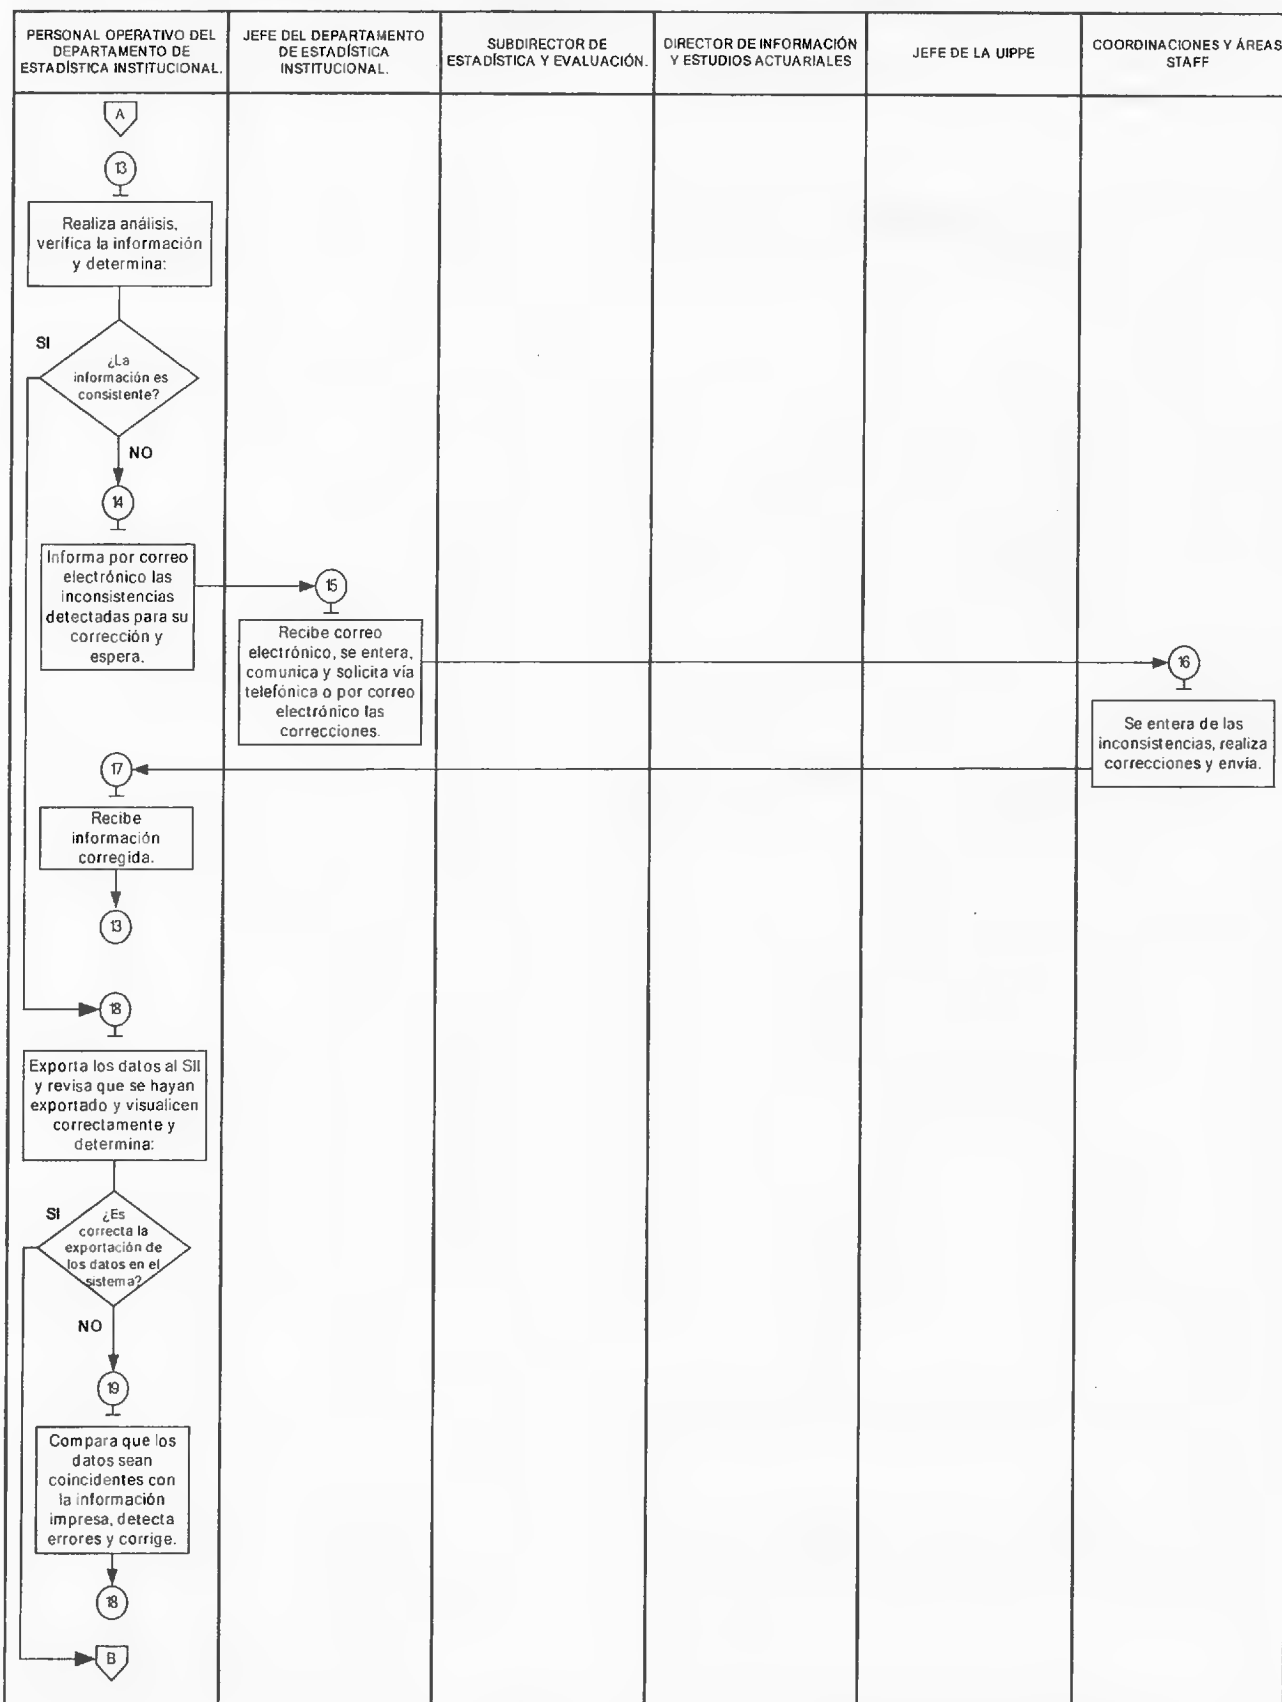 PERSONAL OPERATIVO DEL
DEPARTAMENTO DE
ESTADÍSTICA INSTITUCIONAL.
JEFE DEL DEPARTAMENTO
DE ESTADÍSTICA
INSTITUCIONAL.
SUBDIRECTOR DE
ESTADÍSTICA Y EVALUACIÓN.
DIRECTOR DE INFORMACIÓN
Y ESTUDIOS ACTUARIALES
JEFE DE LA UIPPE
COORDINACIONES Y ÁREAS
STAFF
A
13
Realiza análisis,
verifica la información
y determina:
SI
¿La
información es
consistente?
NO
14
Informa por correo
electrónico las
inconsistencias
detectadas para su
corrección y
espera.
15
Recibe correo
electrónico, se entera,
comunica y solicita vía
telefónica o por correo
electrónico las
correcciones.
16
Se entera de las
inconsistencias, realiza
correcciones y envía.
17
Recibe
información
corregida.
13
18
Exporta los datos al SII
y revisa que se hayan
exportado y visualicen
correctamente y
determina:
SI
¿Es
correcta la
exportación de
los datos en el
sistema?
NO
19
Compara que los
datos sean
coincidentes con
la información
impresa, detecta
errores y corrige.
18
B